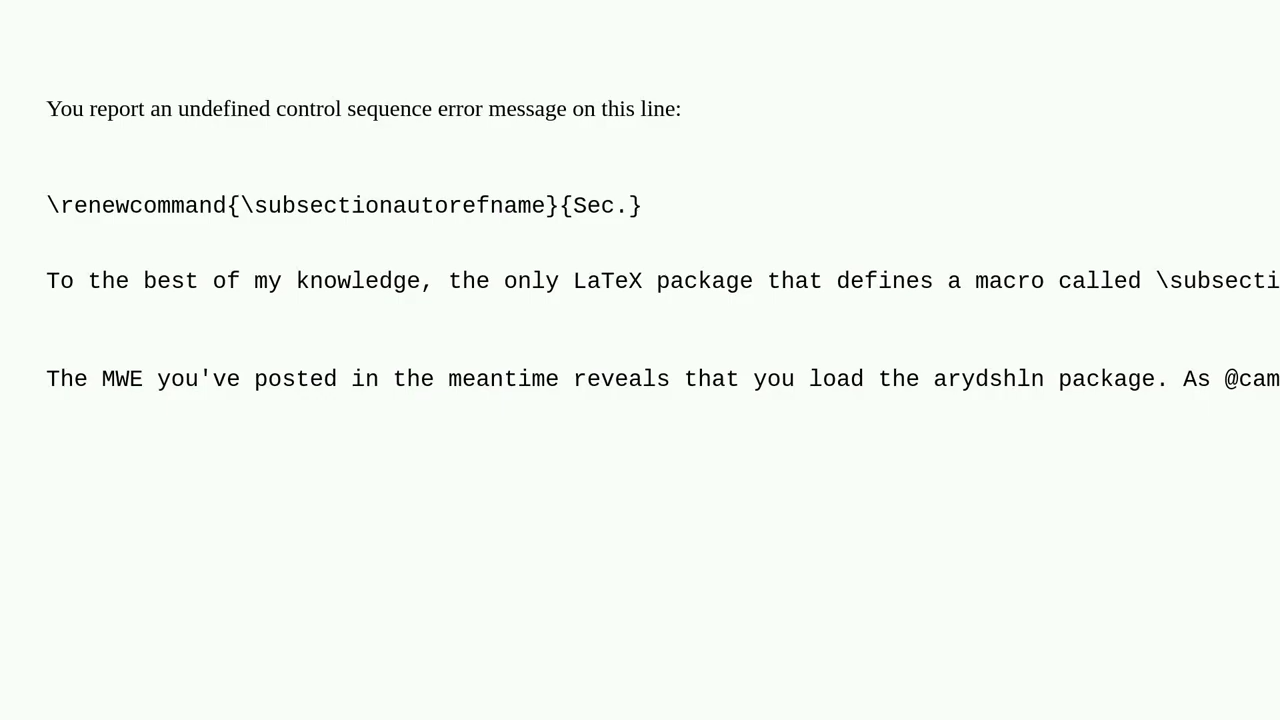 You report an undefined control sequence error message on this line:
\renewcommand{\subsectionautorefname}{Sec.}
To the best of my knowledge, the only LaTeX package that defines a macro called \subsecti
The MWE you've posted in the meantime reveals that you load the arydshln package. As @cam